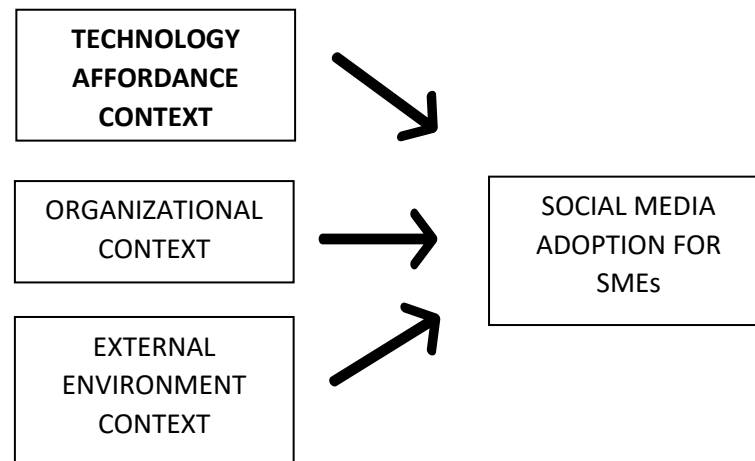 TECHNOLOGY
AFFORDANCE
CONTEXT
ORGANIZATIONAL
CONTEXT
EXTERNAL
ENVIRONMENT
CONTEXT
SOCIAL MEDIA
ADOPTION FOR
SMEs